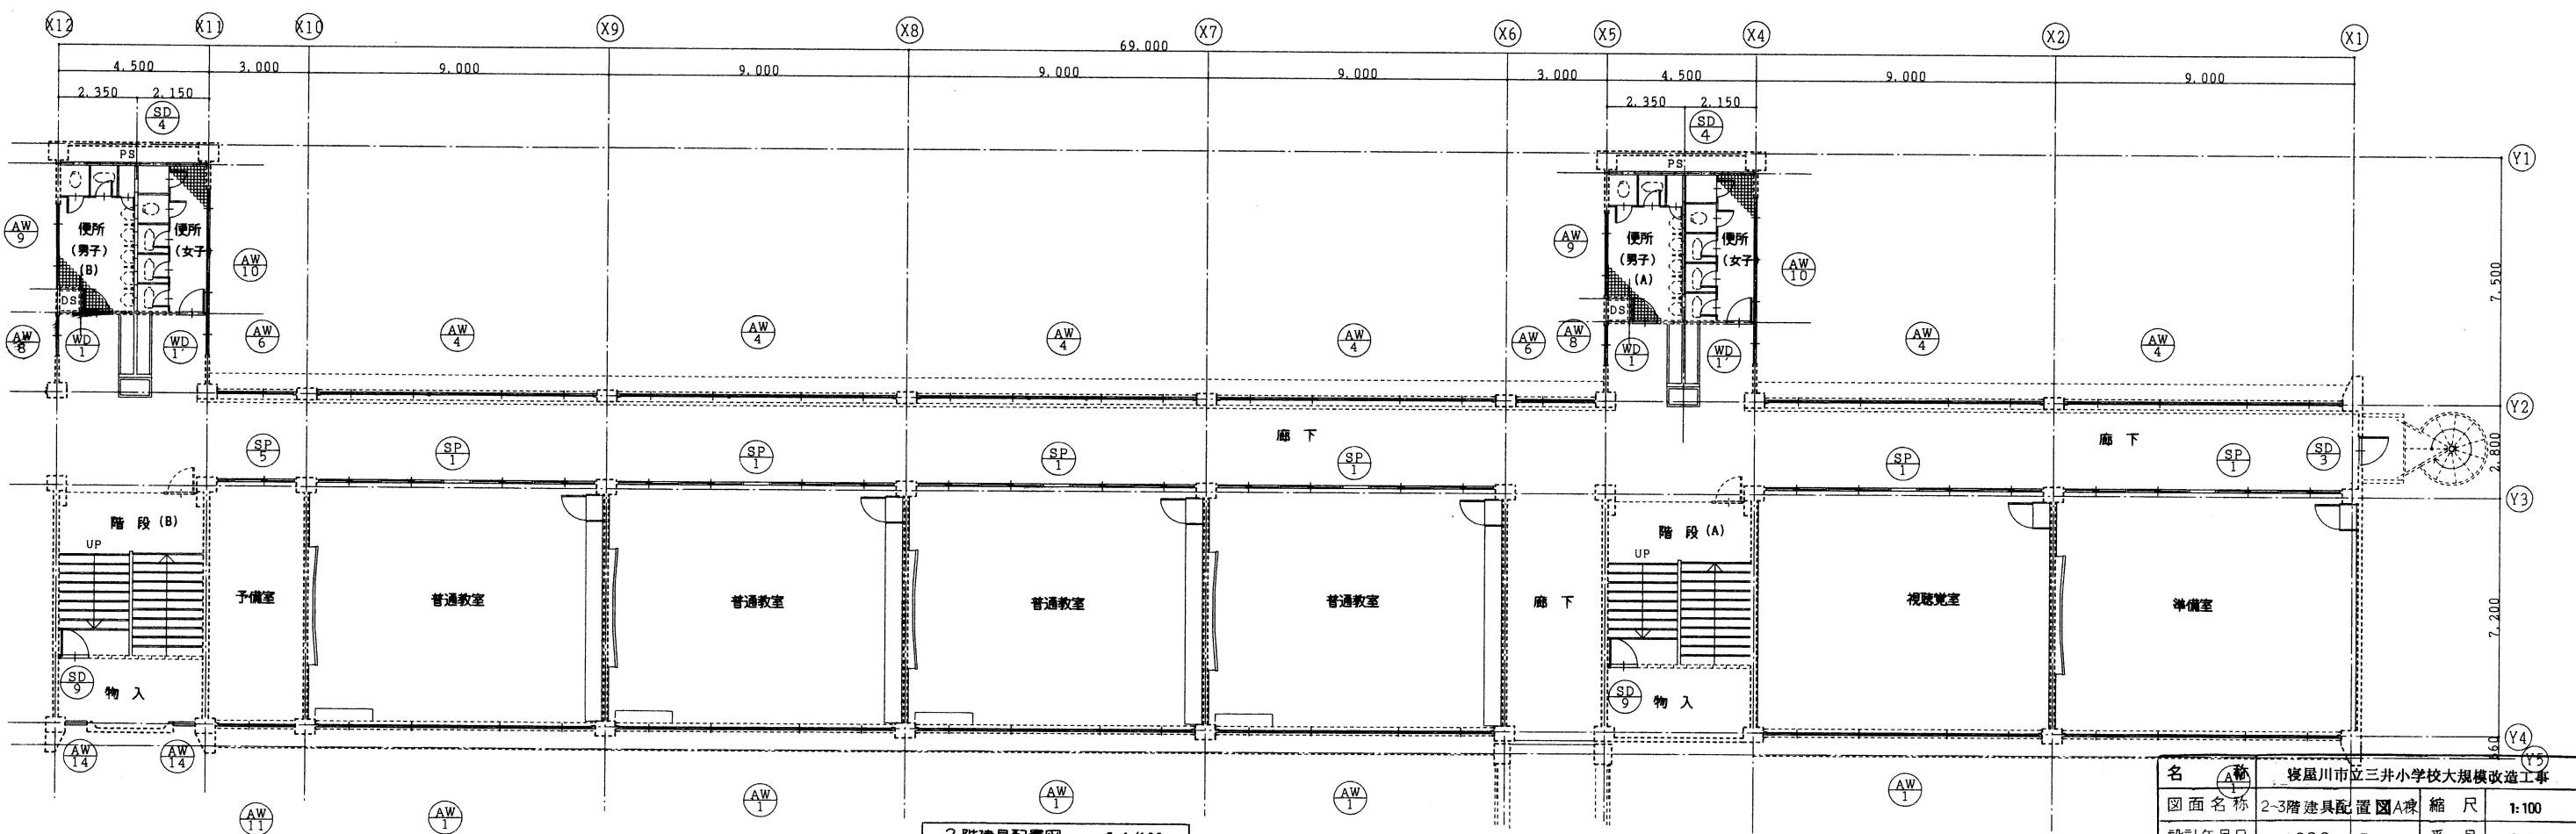 X12 X11 X10 X9 X8 X7 X6 X5 X4 X2 X1
69.000
4.500 3.000 9.000 9.000 9.000 9.000 3.000 4.500 9.000 9.000
2.350 2.150 2.350 2.150
SD 4 SD 4
PS PS
Y1
AW 9 便所 (男子) (B) 便所 (女子) AW 10
AW 9 便所 (男子) (A) 便所 (女子) AW 10
7,500
DS DS
AW 8 WD 1 WD 1' AW 6 AW 4 AW 4 AW 4 AW 4 AW 6 AW 8 WD 1 WD 1' AW 4 AW 4
Y2
廊下 廊下
2,800
SP 5 SP 1 SP 1 SP 1 SP 1 SP 1 SP 1 SD 3
Y3
階段(B) 階段(A)
UP UP
予備室 普通教室 普通教室 普通教室 普通教室 廊下 視聴覚室 準備室
7,200
SD 9 物入 SD 9 物入
Y4
Y5
AW 14 AW 14
AW 11 AW 1 AW 1 AW 1 AW 1 AW 1 AW 1
名称 寝屋川市立三井小学校大規模改造工事
図面名称 2~3階建具配置図A棟 縮尺 1:100